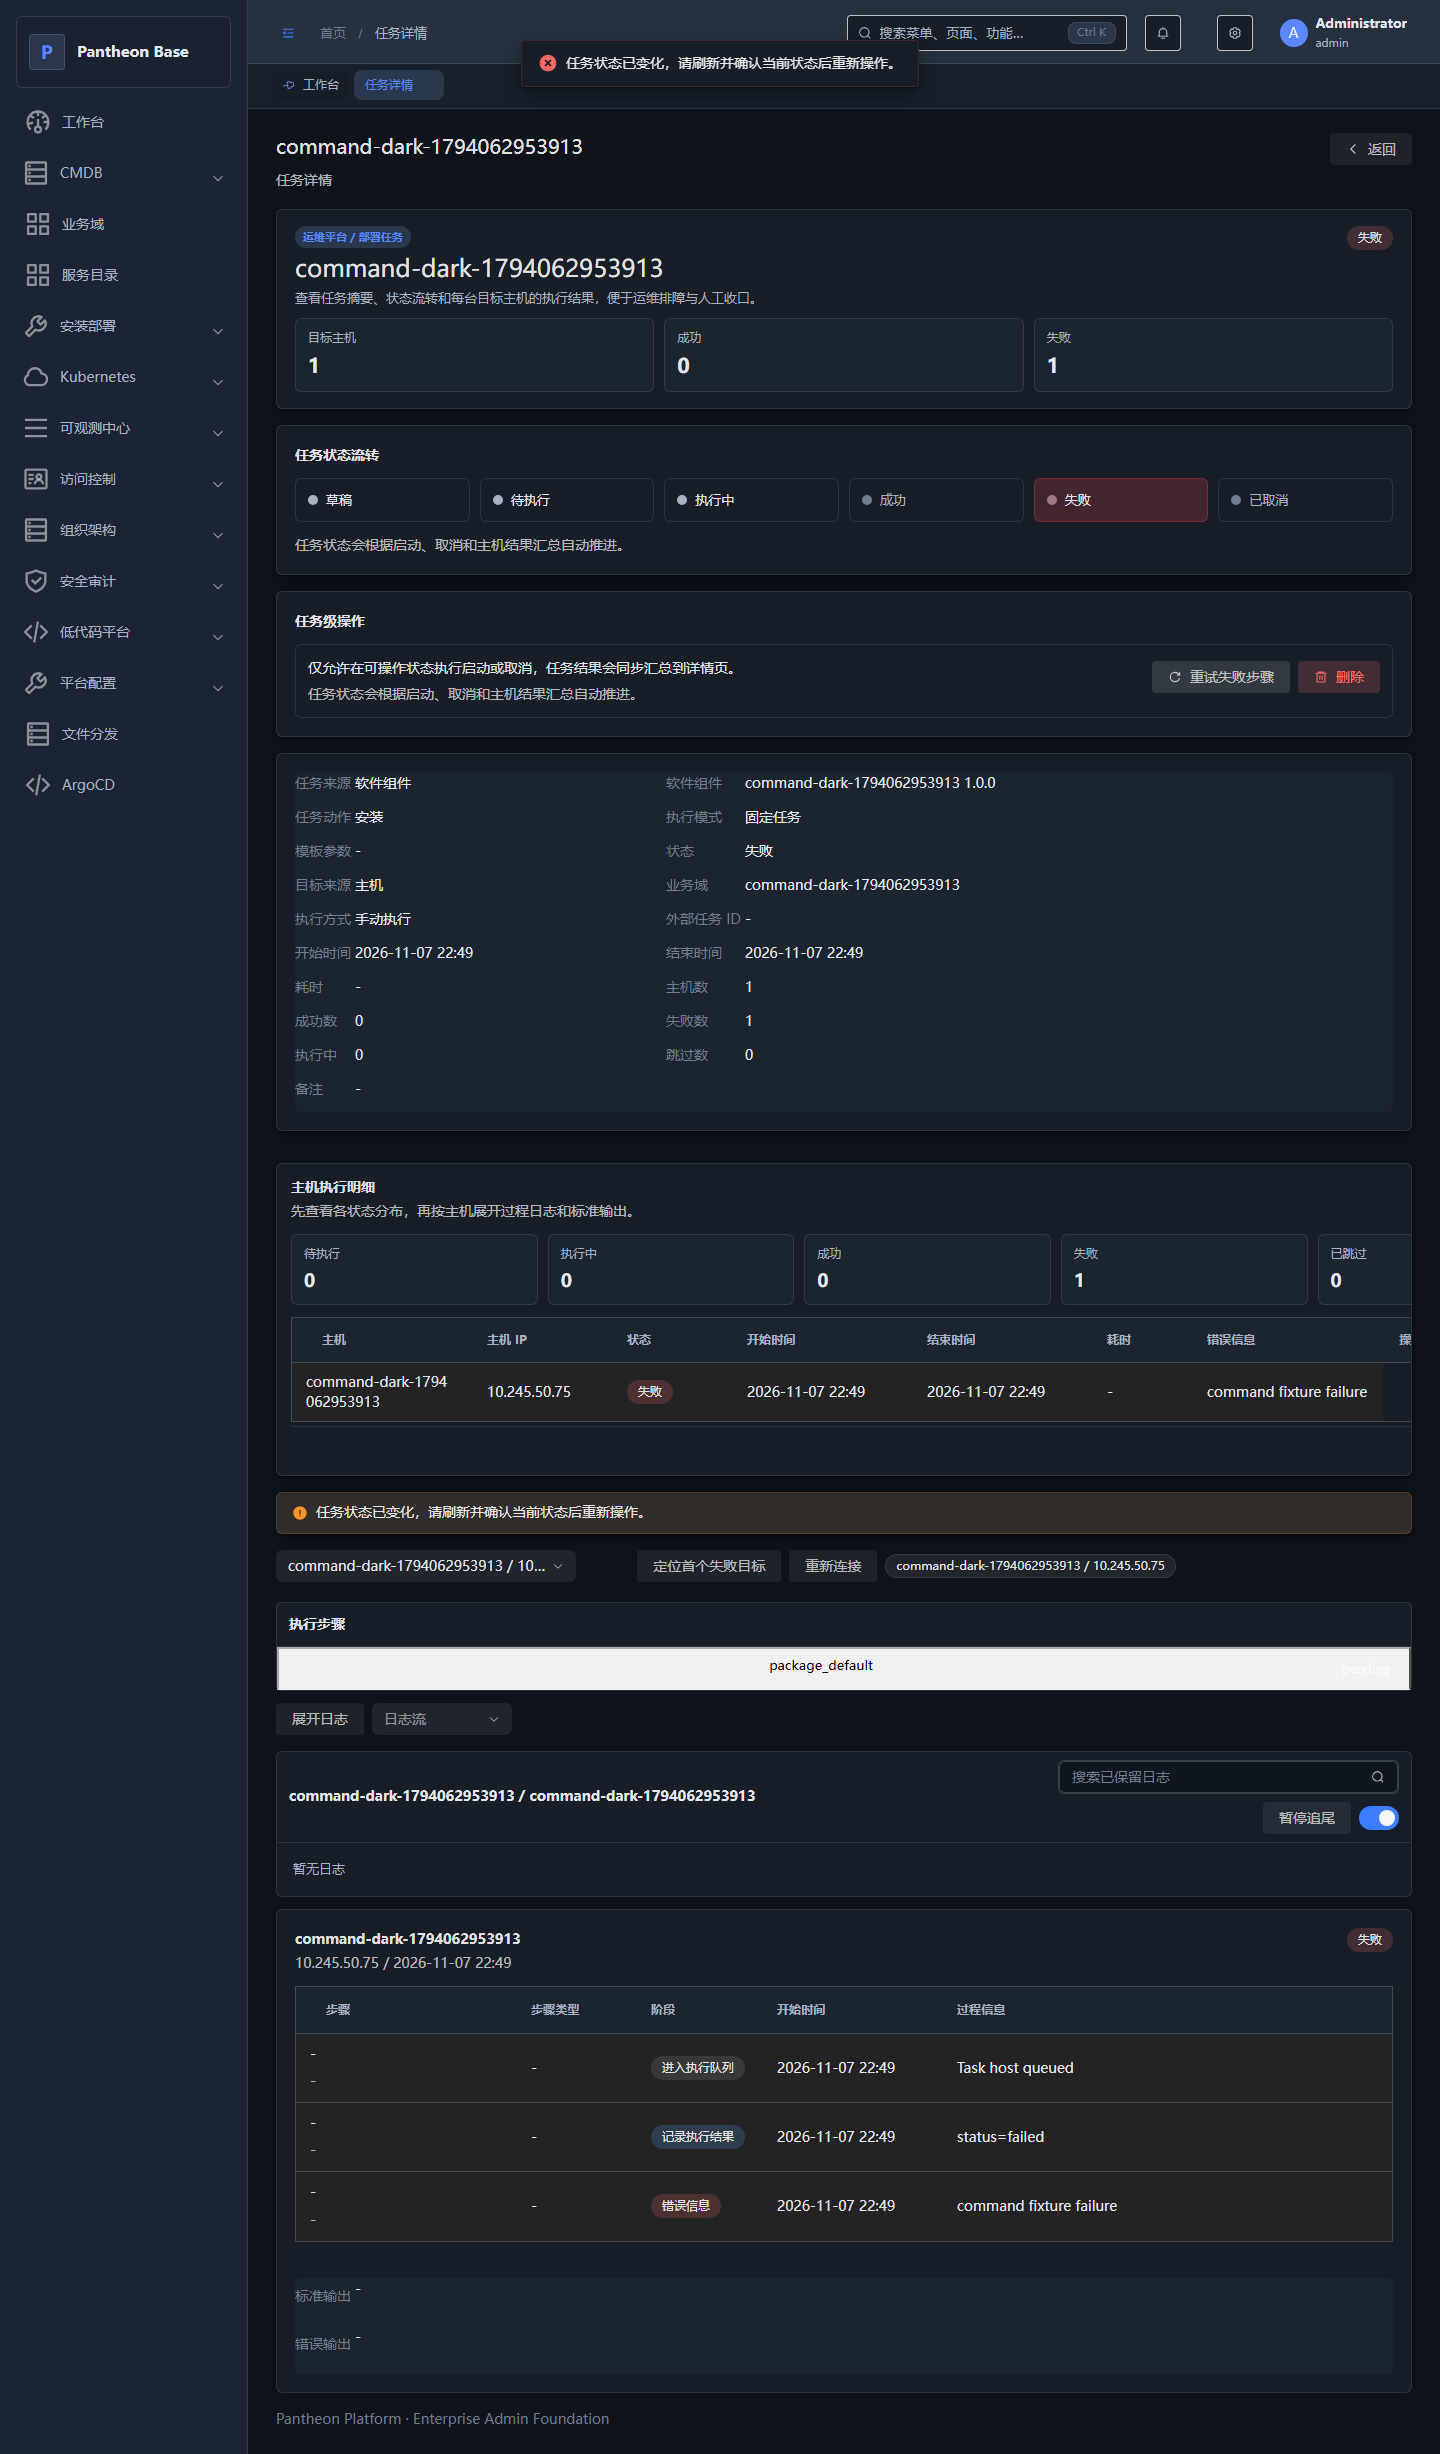 P Pantheon Base
工作台
CMDB
业务域
服务目录
安装部署
Kubernetes
可观测中心
访问控制
组织架构
安全审计
低代码平台
平台配置
文件分发
ArgoCD
首页 / 任务详情
搜索菜单、页面、功能... Ctrl K
A Administrator
admin
任务状态已变化，请刷新并确认当前状态后重新操作。
工作台 任务详情
command-dark-1794062953913
返回
任务详情
运维平台 / 部署任务
失败
command-dark-1794062953913
查看任务摘要、状态流转和每台目标主机的执行结果，便于运维排障与人工收口。
目标主机 成功 失败
1 0 1
任务状态流转
草稿 待执行 执行中 成功 失败 已取消
任务状态会根据启动、取消和主机结果汇总自动推进。
任务级操作
仅允许在可操作状态执行启动或取消，任务结果会同步汇总到详情页。
任务状态会根据启动、取消和主机结果汇总自动推进。
重试失败步骤 删除
任务来源 软件组件 软件组件 command-dark-1794062953913 1.0.0
任务动作 安装 执行模式 固定任务
模板参数 - 状态 失败
目标来源 主机 业务域 command-dark-1794062953913
执行方式 手动执行 外部任务 ID -
开始时间 2026-11-07 22:49 结束时间 2026-11-07 22:49
耗时 - 主机数 1
成功数 0 失败数 1
执行中 0 跳过数 0
备注 -
主机执行明细
先查看各状态分布，再按主机展开过程日志和标准输出。
待执行 执行中 成功 失败 已跳过
0 0 0 1 0
主机 主机 IP 状态 开始时间 结束时间 耗时 错误信息 操
command-dark-1794
062953913
10.245.50.75 失败 2026-11-07 22:49 2026-11-07 22:49 - command fixture failure
任务状态已变化，请刷新并确认当前状态后重新操作。
command-dark-1794062953913 / 10... 定位首个失败目标 重新连接 command-dark-1794062953913 / 10.245.50.75
执行步骤
package_default pending
展开日志 日志流
搜索已保留日志
command-dark-1794062953913 / command-dark-1794062953913
暂停追尾
暂无日志
command-dark-1794062953913
失败
10.245.50.75 / 2026-11-07 22:49
步骤 步骤类型 阶段 开始时间 过程信息
-
- - 进入执行队列 2026-11-07 22:49 Task host queued
-
- - 记录执行结果 2026-11-07 22:49 status=failed
-
- - 错误信息 2026-11-07 22:49 command fixture failure
标准输出 -
错误输出 -
Pantheon Platform · Enterprise Admin Foundation